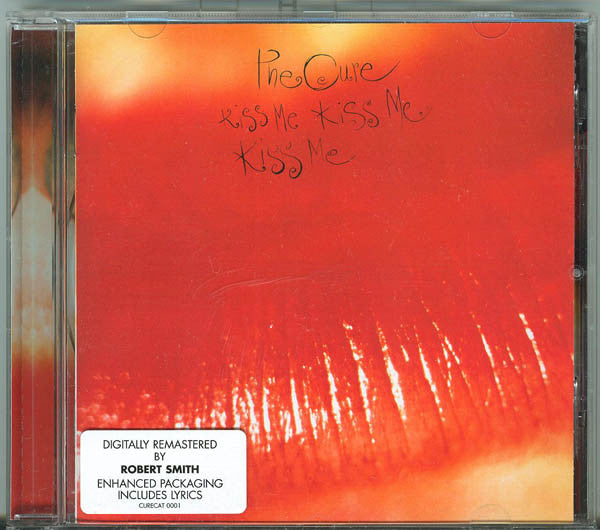 The Cure
Kiss Me Kiss Me
Kiss Me
DIGITALLY REMASTERED
BY
ROBERT SMITH
ENHANCED PACKAGING
INCLUDES LYRICS
CURECAT 0001